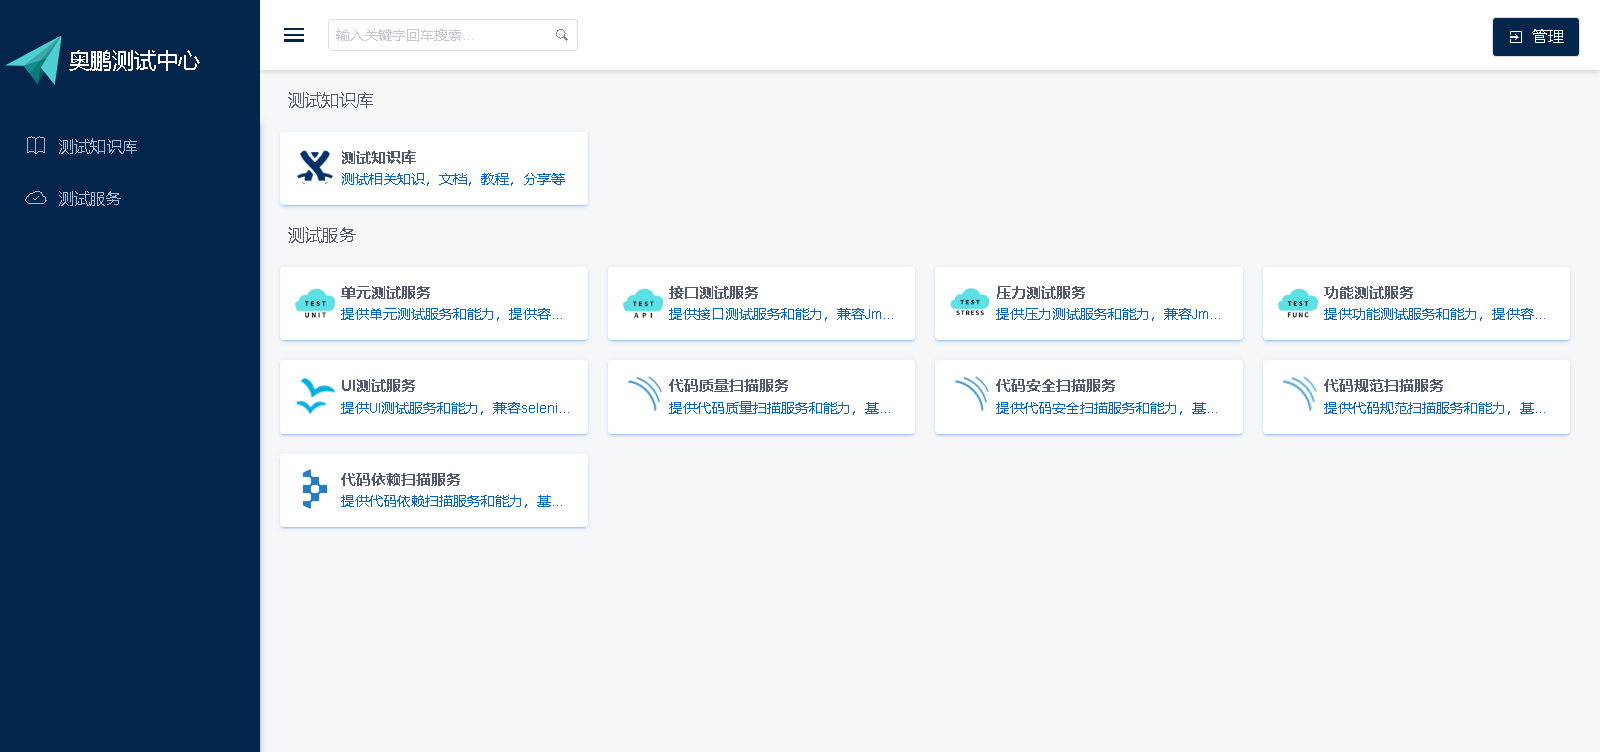 奥鹏测试中心
测试知识库
测试服务
输入关键字回车搜索...
管理
测试知识库
测试知识库
测试相关知识，文档，教程，分享等
测试服务
TEST
UNIT
单元测试服务
提供单元测试服务和能力，提供容...
TEST
API
接口测试服务
提供接口测试服务和能力，兼容Jm...
TEST
STRESS
压力测试服务
提供压力测试服务和能力，兼容Jm...
TEST
FUNC
功能测试服务
提供功能测试服务和能力，提供容...
UI测试服务
提供UI测试服务和能力，兼容seleni...
代码质量扫描服务
提供代码质量扫描服务和能力，基...
代码安全扫描服务
提供代码安全扫描服务和能力，基...
代码规范扫描服务
提供代码规范扫描服务和能力，基...
代码依赖扫描服务
提供代码依赖扫描服务和能力，基...